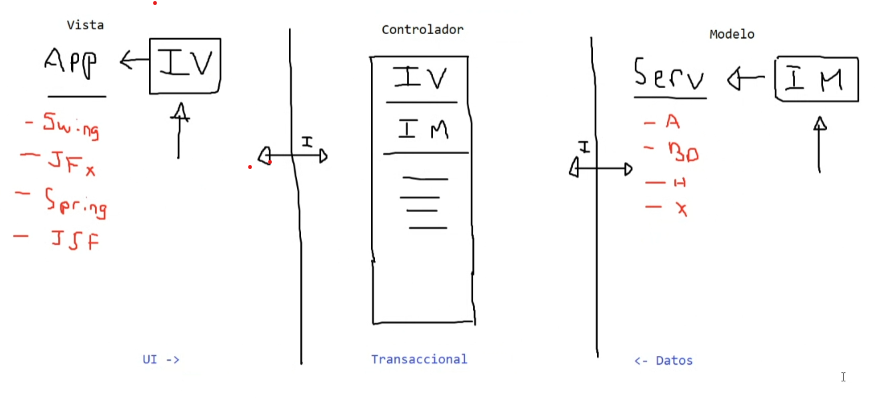 Vista
App
IV
- Swing
- JFx
- Spring
- JSF
UI ->
I
Controlador
IV
IM
Transaccional
I
Modelo
Serv
IM
- A
- BD
- H
- X
<- Datos